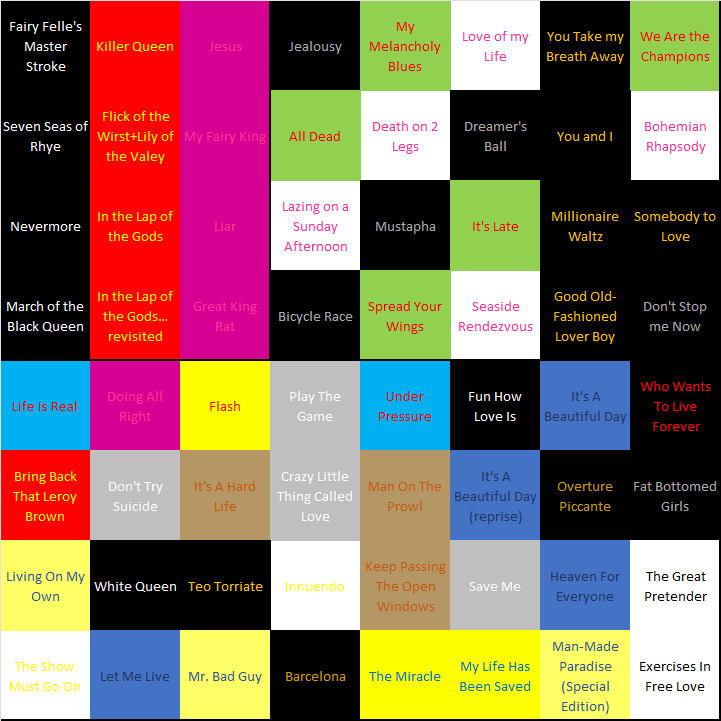 Fairy Felle's
Master
Stroke
Killer Queen
Jesus
Jealousy
My
Melancholy
Blues
Love of my
Life
You Take my
Breath Away
We Are the
Champions
Seven Seas of
Rhye
Flick of the
Wirst+Lily of
the Valey
My Fairy King
All Dead
Death on 2
Legs
Dreamer's
Ball
You and I
Bohemian
Rhapsody
Nevermore
In the Lap of
the Gods
Liar
Lazing on a
Sunday
Afternoon
Mustapha
It's Late
Millionaire
Waltz
Somebody to
Love
March of the
Black Queen
In the Lap of
the Gods...
revisited
Great King
Rat
Bicycle Race
Spread Your
Wings
Seaside
Rendezvous
Good Old-
Fashioned
Lover Boy
Don't Stop
me Now
Life Is Real
Doing All
Right
Flash
Play The
Game
Under
Pressure
Fun How
Love Is
It's A
Beautiful Day
Who Wants
To Live
Forever
Bring Back
That Leroy
Brown
Don't Try
Suicide
It's A Hard
Life
Crazy Little
Thing Called
Love
Man On The
Prowl
It's A
Beautiful Day
(reprise)
Overture
Piccante
Fat Bottomed
Girls
Living On My
Own
White Queen
Teo Torriate
Innuendo
Keep Passing
The Open
Windows
Save Me
Heaven For
Everyone
The Great
Pretender
The Show
Must Go On
Let Me Live
Mr. Bad Guy
Barcelona
The Miracle
My Life Has
Been Saved
Man-Made
Paradise
(Special
Edition)
Exercises In
Free Love